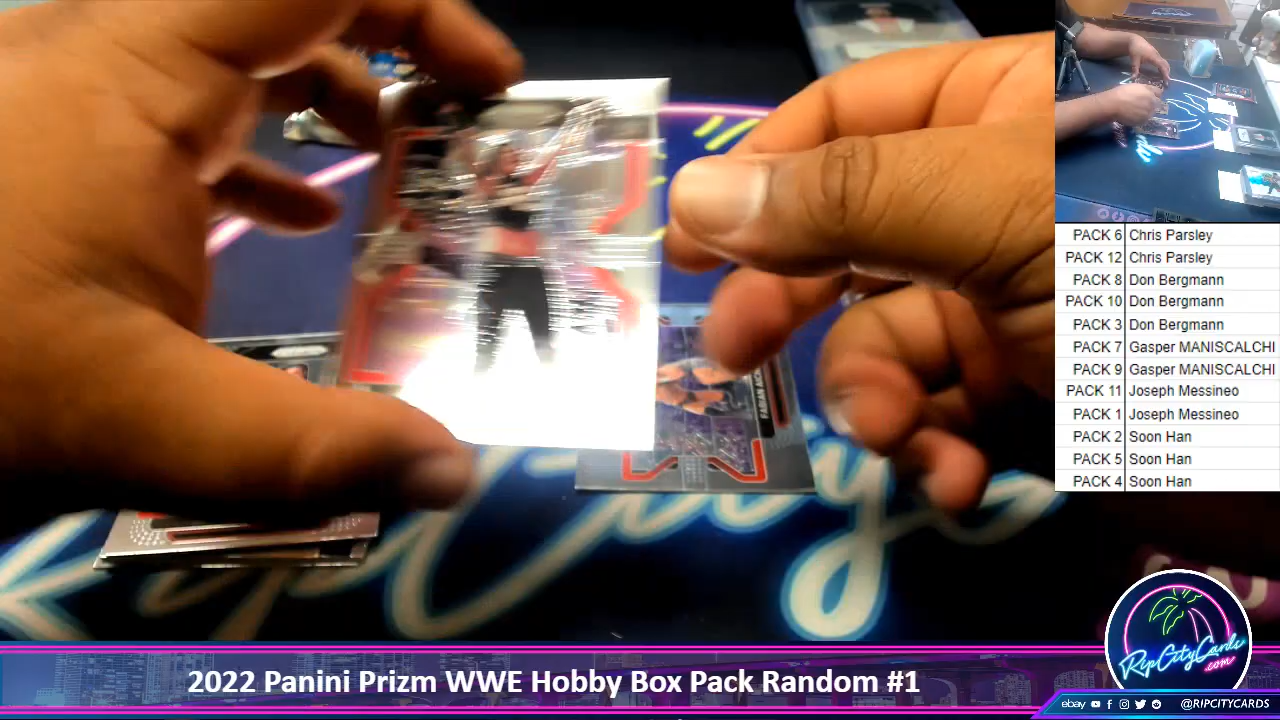 PACK 6 Chris Parsley
PACK 12 Chris Parsley
PACK 8 Don Bergmann
PACK 10 Don Bergmann
PACK 3 Don Bergmann
PACK 7 Gasper MANISCALCHI
PACK 9 Gasper MANISCALCHI
PACK 11 Joseph Messineo
PACK 1 Joseph Messineo
PACK 2 Soon Han
PACK 5 Soon Han
PACK 4 Soon Han
FABIAN
RipCityCards
.com
2022 Panini Prizm WWE Hobby Box Pack Random #1
ebay @RIPCITYCARDS